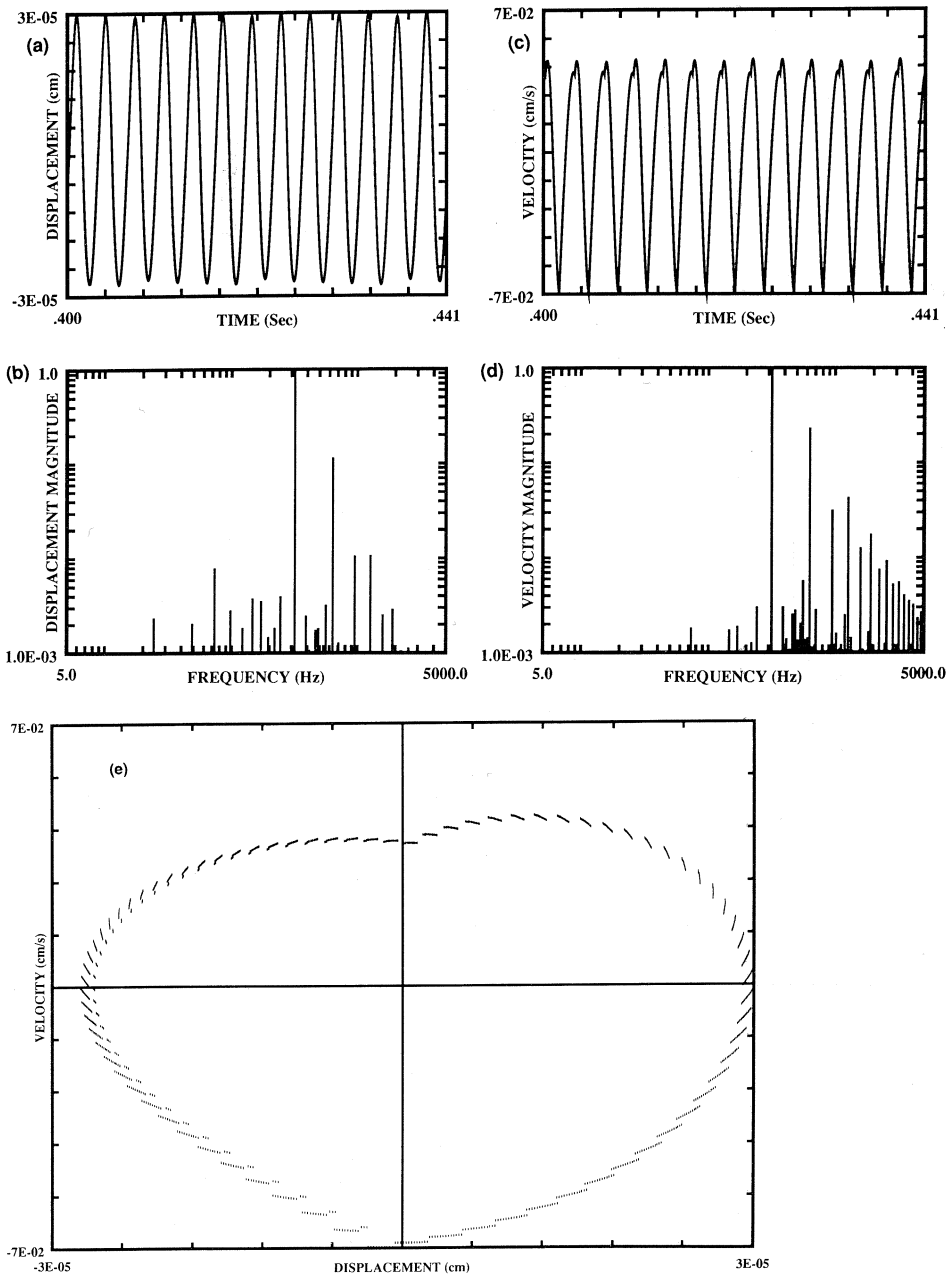 (a)
3E-05
DISPLACEMENT (cm)
-3E-05
.400
TIME (Sec)
.441
(c)
7E-02
VELOCITY (cm/s)
-7E-02
.400
TIME (Sec)
.441
(b)
1.0
DISPLACEMENT MAGNITUDE
1.0E-03
5.0
FREQUENCY (Hz)
5000.0
(d)
1.0
VELOCITY MAGNITUDE
1.0E-03
5.0
FREQUENCY (Hz)
5000.0
7E-02
(e)
VELOCITY (cm/s)
-7E-02
-3E-05
DISPLACEMENT (cm)
3E-05